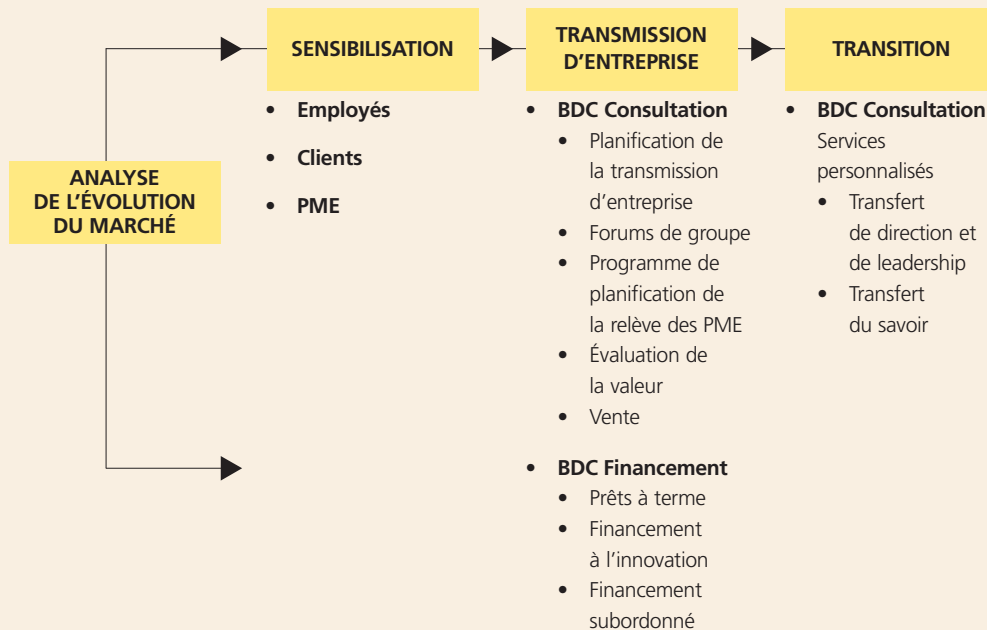 ANALYSE
DE L'ÉVOLUTION
DU MARCHÉ
SENSIBILISATION
• Employés
• Clients
• PME
TRANSMISSION
D'ENTREPRISE
• BDC Consultation
• Planification de
la transmission
d'entreprise
• Forums de groupe
• Programme de
planification de
la relève des PME
• Évaluation de
la valeur
• Vente
• BDC Financement
• Prêts à terme
• Financement
à l'innovation
• Financement
subordonné
TRANSITION
• BDC Consultation
Services
personnalisés
• Transfert
de direction et
de leadership
• Transfert
du savoir